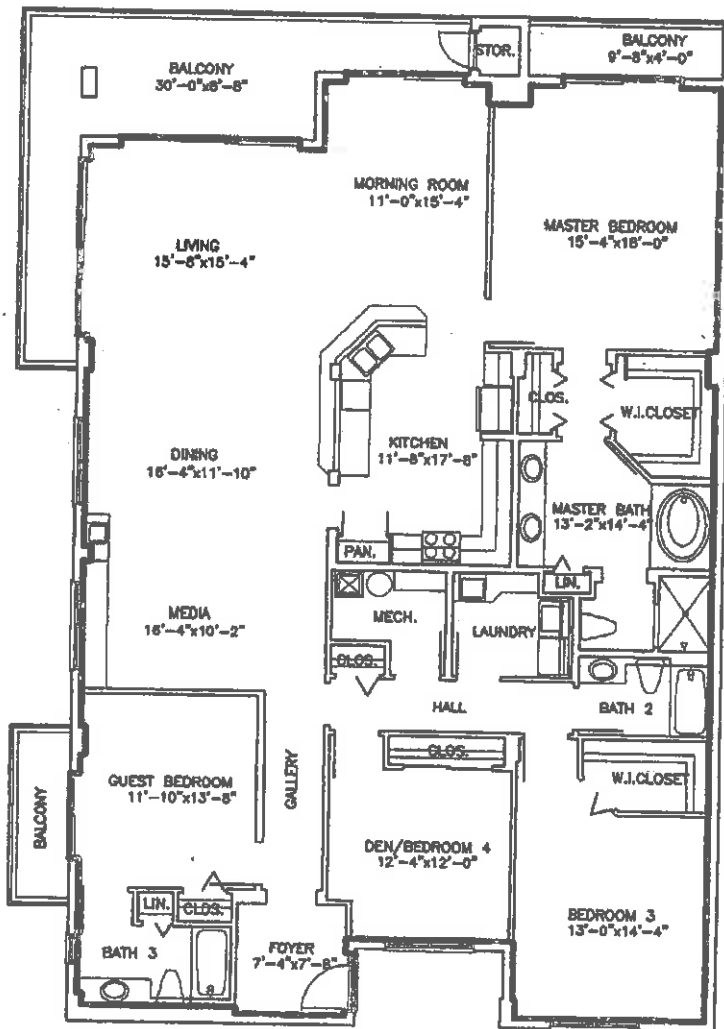 STOR.
BALCONY
9'-8"x4'-0"
BALCONY
30'-0"x6'-8"
MORNING ROOM
11'-0"x15'-4"
MASTER BEDROOM
15'-4"x16'-0"
LIVING
15'-8"x15'-4"
CLOS.
W.I.CLOSET
KITCHEN
11'-8"x17'-8"
DINING
16'-4"x11'-10"
MASTER BATH
13'-2"x14'-4"
PAN.
LIN.
MECH.
LAUNDRY
MEDIA
16'-4"x10'-2"
CLOS.
HALL
BATH 2
CLOS.
GALLERY
GUEST BEDROOM
11'-10"x13'-8"
W.I.CLOSET
BALCONY
DEN/BEDROOM 4
12'-4"x12'-0"
LIN.
CLOS.
BEDROOM 3
13'-0"x14'-4"
BATH 3
FOYER
7'-4"x7'-8"